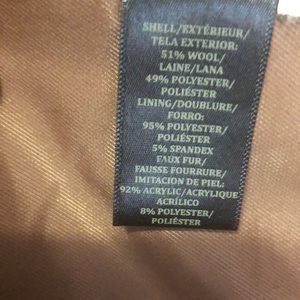 SHELL/EXTÉRIEUR/
TELA EXTERIOR:
51% WOOL/
LAINE/LANA
49% POLYESTER/
POLIÉSTER
LINING/DOUBLURE/
FORRO:
95% POLYESTER/
POLIÉSTER
5% SPANDEX
FAUX FUR/
FAUSSE FOURRURE/
IMITACION DE PIEL:
92% ACRYLIC/ACRYLIQUE
ACRÍLICO
8% POLYESTER/
POLIÉSTER